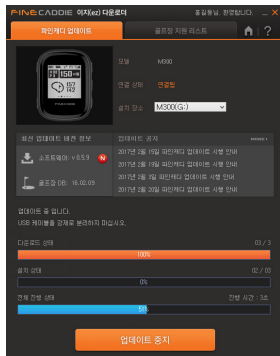 FINECADDIE 이지(ez) 다운로더
홍길동님, 환영합니다.
파인캐디 업데이트
골프장 지원 리스트
모델 M300
연결 상태 연결됨
설치 장소 M300(G:)
최신 업데이트 버전 정보
소프트웨어: v 0.5.9 N
골프장 DB: 16.02.09
업데이트 공지
MORE
2017년 2월 15일 파인캐디 업데이트 시행 안내
2017년 2월 19일 파인캐디 업데이트 시행 안내
2017년 2월 3일 파인캐디 업데이트 시행 안내
2017년 2월 20일 파인캐디 업데이트 시행 안내
업데이트 중 입니다.
USB 케이블을 강제로 분리하지 마십시오.
다운로드 상태 03 / 3
100%
설치 상태 02 / 03
0%
전체 진행 상태 진행 시간 : 3초
51%
업데이트 중지